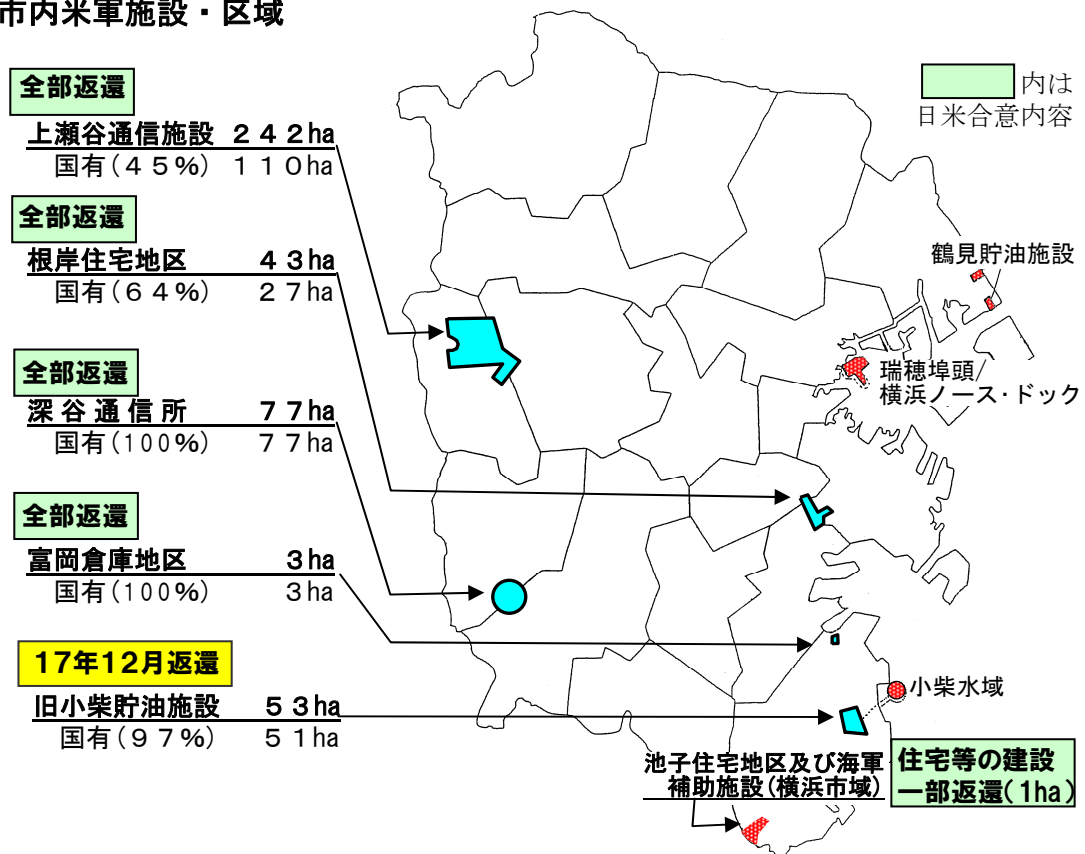 市内米軍施設・区域
全部返還
上瀬谷通信施設 ２４２ha
国有(４５％) １１０ha
全部返還
根岸住宅地区 ４３ha
国有(６４％) ２７ha
全部返還
深谷通信所 ７７ha
国有(100％) ７７ha
全部返還
富岡倉庫地区 ３ha
国有(100％) ３ha
17年12月返還
旧小柴貯油施設 ５３ha
国有(９７％) ５１ha
内は
日米合意内容
鶴見貯油施設
瑞穂埠頭/
横浜ノース・ドック
小柴水域
池子住宅地区及び海軍
補助施設(横浜市域)
住宅等の建設
一部返還(1ha)